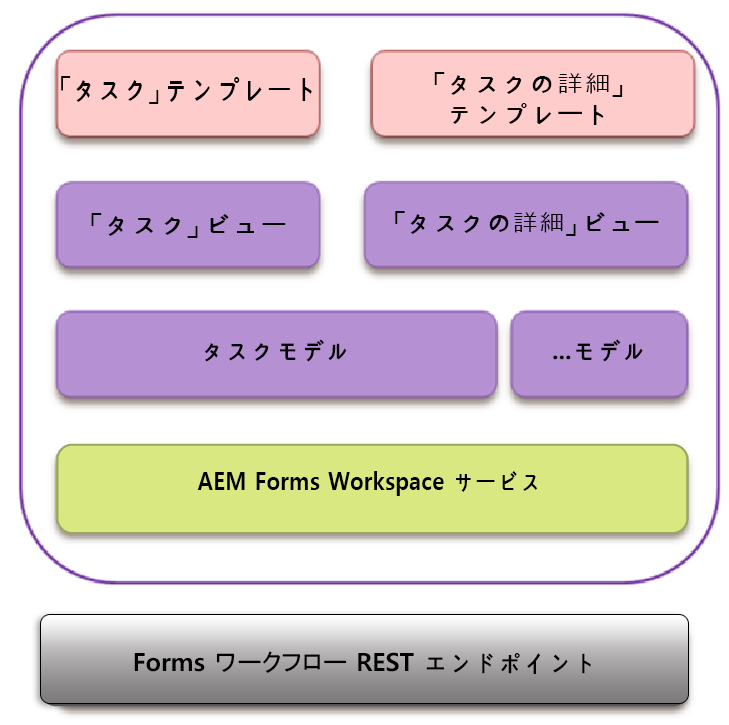 「タスク」テンプレート
「タスクの詳細」
テンプレート
「タスク」ビュー
「タスクの詳細」ビュー
タスクモデル
...モデル
AEM Forms Workspace サービス
Forms ワークフロー REST エンドポイント